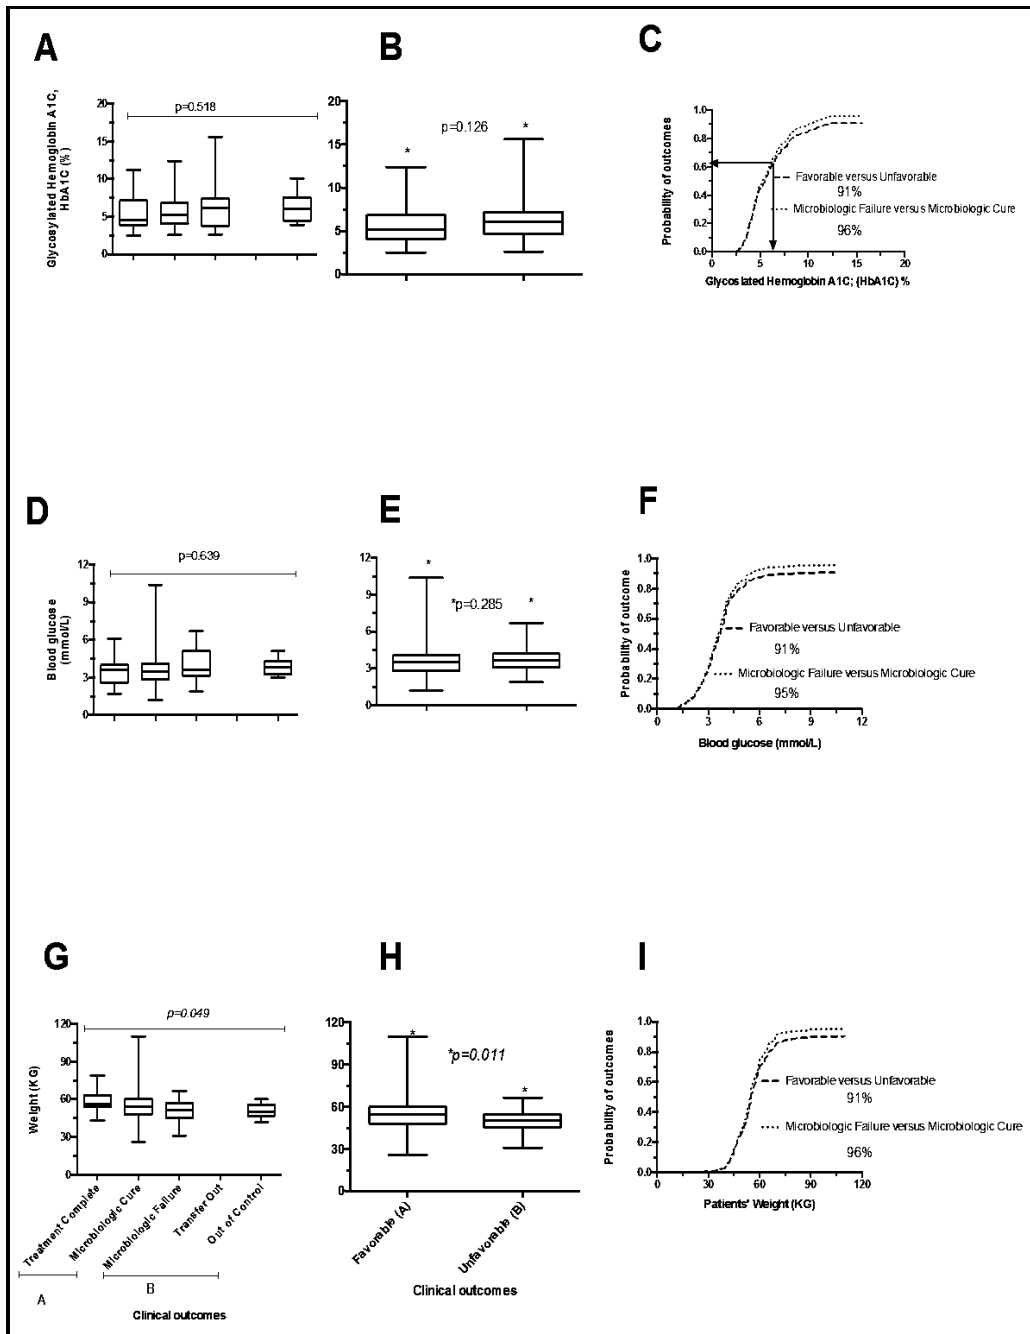 A
B
C
Glycosylated Hemoglobin A1C,
HbA1C (%)
20
15
10
5
0
p=0.518
20
15
10
5
0
p=0.126
*
*
Probability of outcomes
1.0
0.8
0.6
0.4
0.2
0.0
Favorable versus Unfavorable
91%
Microbiologic Failure versus Microbiologic Cure
96%
0 5 10 15 20
Glycoslated Hemoglobin A1C; (HbA1C) %
D
E
F
Blood glucose
(mmol/L)
12
9
6
3
0
p=0.639
12
9
6
3
0
*
*p=0.285
*
Probability of outcome
1.0
0.8
0.6
0.4
0.2
0.0
Favorable versus Unfavorable
91%
Microbiologic Failure versus Microbiologic Cure
95%
0 3 6 9 12
Blood glucose (mmol/L)
G
H
I
Weight (KG)
120
90
60
30
0
p=0.049
Treatment Complete
Microbiologic Cure
Microbiologic Failure
Transfer Out
Out of Control
A
B
Clinical outcomes
120
90
60
30
0
*
*p=0.011
*
Favorable (A)
Unfavorable (B)
Clinical outcomes
Probability of outcomes
1.0
0.8
0.6
0.4
0.2
0.0
Favorable versus Unfavorable
91%
Microbiologic Failure versus Microbiologic Cure
96%
0 30 60 90 120
Patients' Weight (KG)